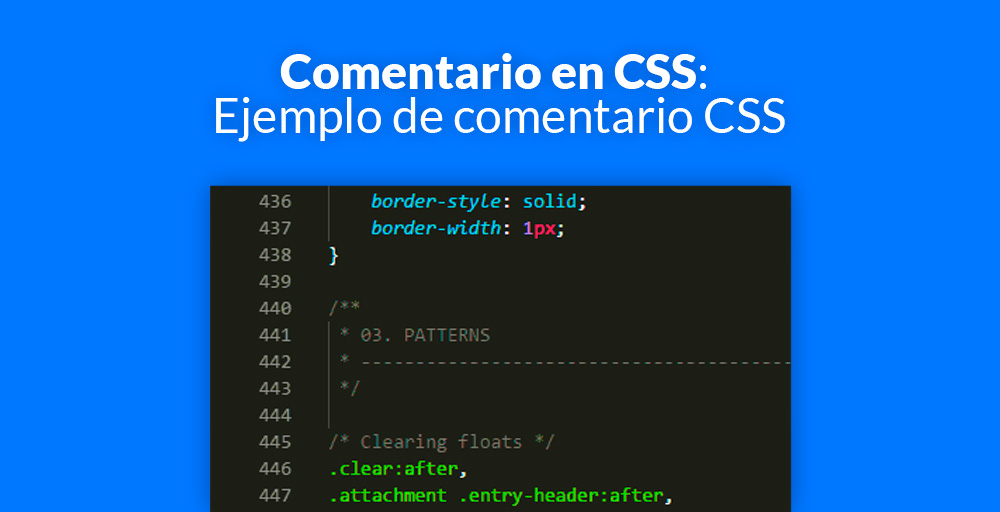 Comentario en CSS:
Ejemplo de comentario CSS
436 border-style: solid;
437 border-width: 1px;
438 }
439
440 /**
441 * 03. PATTERNS
442 * ----------------------------------------
443 */
444
445 /* Clearing floats */
446 .clear:after,
447 .attachment .entry-header:after,